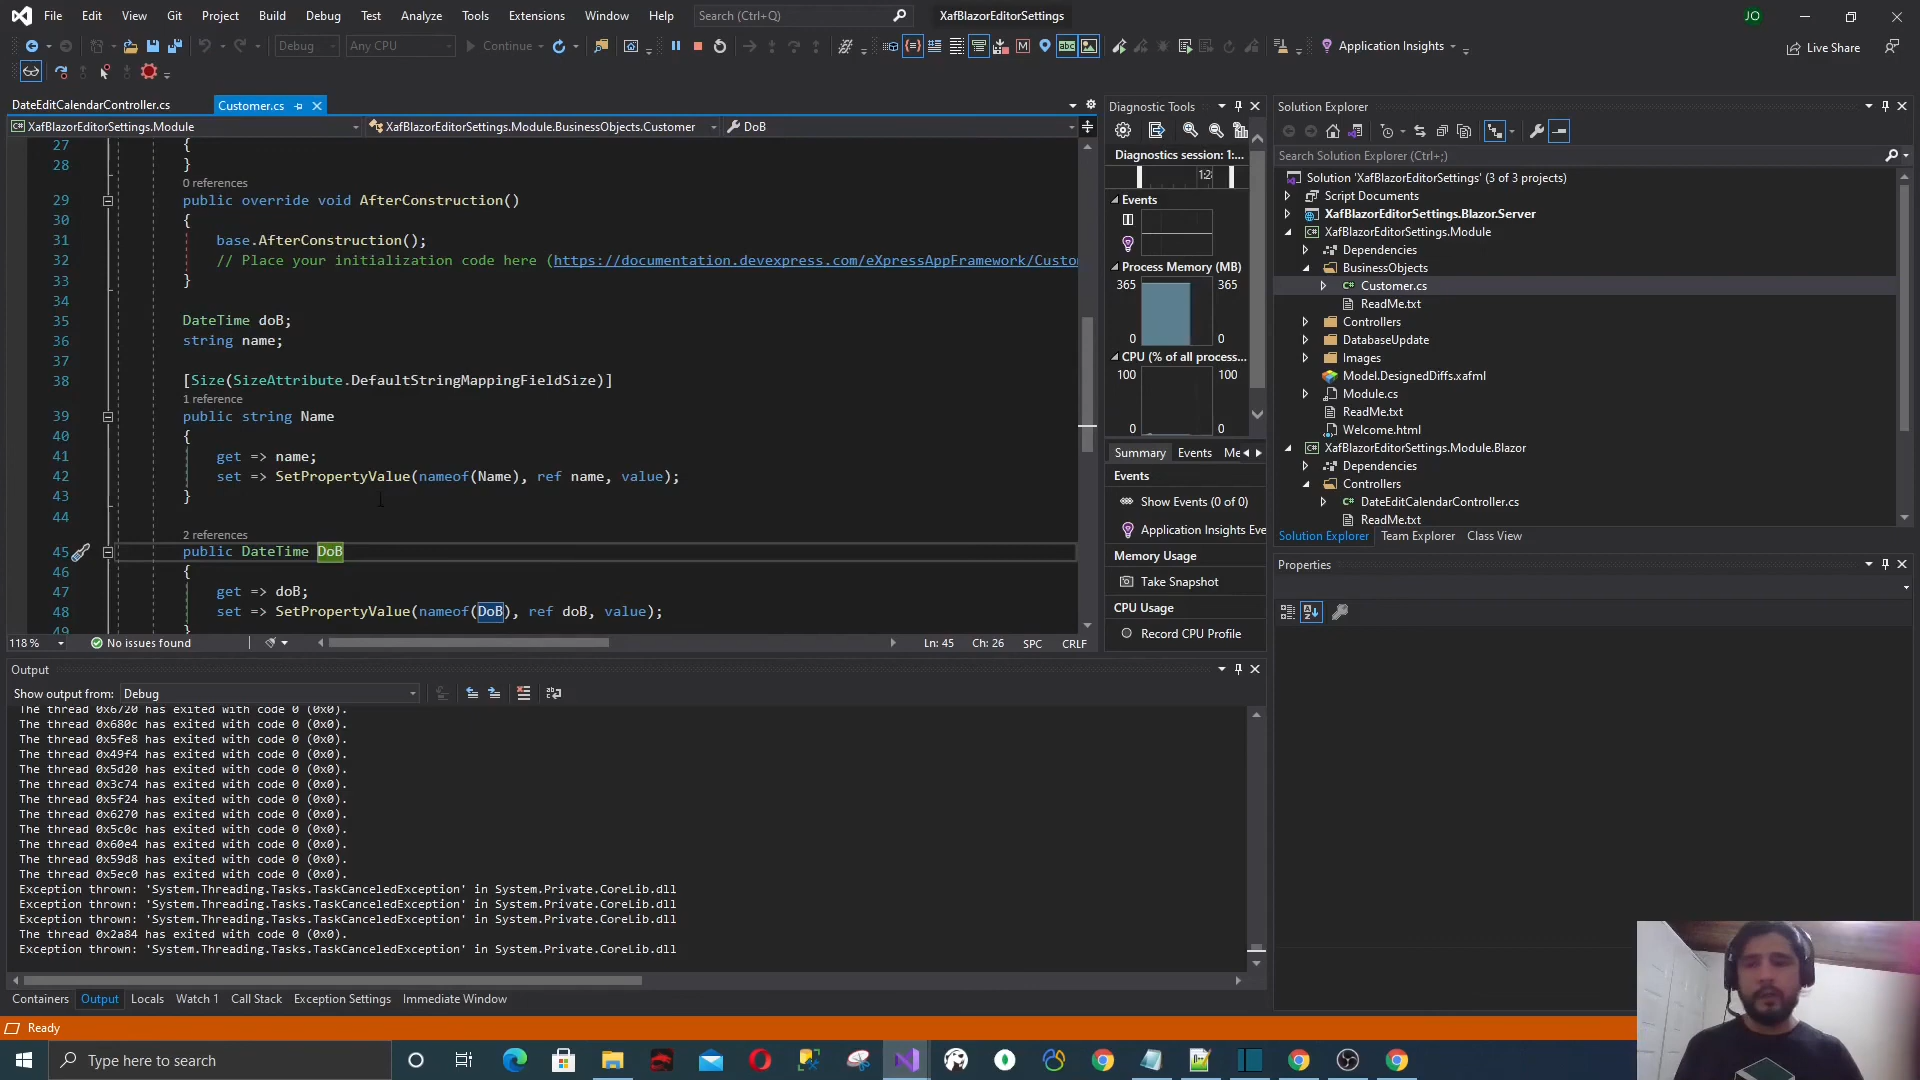 File Edit View Git Project Build Debug Test Analyze Tools Extensions Window Help Search (Ctrl+Q) XafBlazorEditorSettings JO
Debug Any CPU Continue Application Insights Live Share
DateEditCalendarController.cs Customer.cs
XafBlazorEditorSettings.Module XafBlazorEditorSettings.Module.BusinessObjects.Customer DoB
27 {
28 }
0 references
29 public override void AfterConstruction()
30 {
31 base.AfterConstruction();
32 // Place your initialization code here (https://documentation.devexpress.com/eXpressAppFramework/Custo
33 }
34
35 DateTime doB;
36 string name;
37
38 [Size(SizeAttribute.DefaultStringMappingFieldSize)]
1 reference
39 public string Name
40 {
41 get => name;
42 set => SetPropertyValue(nameof(Name), ref name, value);
43 }
44
2 references
45 public DateTime DoB
46 {
47 get => doB;
48 set => SetPropertyValue(nameof(DoB), ref doB, value);
49 }
118 % No issues found Ln: 45 Ch: 26 SPC CRLF
Diagnostic Tools
Diagnostics session: 1:...
1:2
Events
Process Memory (MB)
365 365
0 0
CPU (% of all process...
100 100
0 0
Summary Events Me
Events
Show Events (0 of 0)
Application Insights Eve
Memory Usage
Take Snapshot
CPU Usage
Record CPU Profile
Solution Explorer
Search Solution Explorer (Ctrl+;)
Solution 'XafBlazorEditorSettings' (3 of 3 projects)
Script Documents
XafBlazorEditorSettings.Blazor.Server
XafBlazorEditorSettings.Module
Dependencies
BusinessObjects
Customer.cs
ReadMe.txt
Controllers
DatabaseUpdate
Images
Model.DesignedDiffs.xafml
Module.cs
ReadMe.txt
Welcome.html
XafBlazorEditorSettings.Module.Blazor
Dependencies
Controllers
DateEditCalendarController.cs
ReadMe.txt
Solution Explorer Team Explorer Class View
Properties
Output
Show output from: Debug
The thread 0x6720 has exited with code 0 (0x0).
The thread 0x680c has exited with code 0 (0x0).
The thread 0x5fe8 has exited with code 0 (0x0).
The thread 0x49f4 has exited with code 0 (0x0).
The thread 0x5d20 has exited with code 0 (0x0).
The thread 0x3c74 has exited with code 0 (0x0).
The thread 0x5f24 has exited with code 0 (0x0).
The thread 0x6270 has exited with code 0 (0x0).
The thread 0x5c0c has exited with code 0 (0x0).
The thread 0x60e4 has exited with code 0 (0x0).
The thread 0x59d8 has exited with code 0 (0x0).
The thread 0x5ec0 has exited with code 0 (0x0).
Exception thrown: 'System.Threading.Tasks.TaskCanceledException' in System.Private.CoreLib.dll
Exception thrown: 'System.Threading.Tasks.TaskCanceledException' in System.Private.CoreLib.dll
Exception thrown: 'System.Threading.Tasks.TaskCanceledException' in System.Private.CoreLib.dll
The thread 0x2a84 has exited with code 0 (0x0).
Exception thrown: 'System.Threading.Tasks.TaskCanceledException' in System.Private.CoreLib.dll
Containers Output Locals Watch 1 Call Stack Exception Settings Immediate Window
Ready
Type here to search